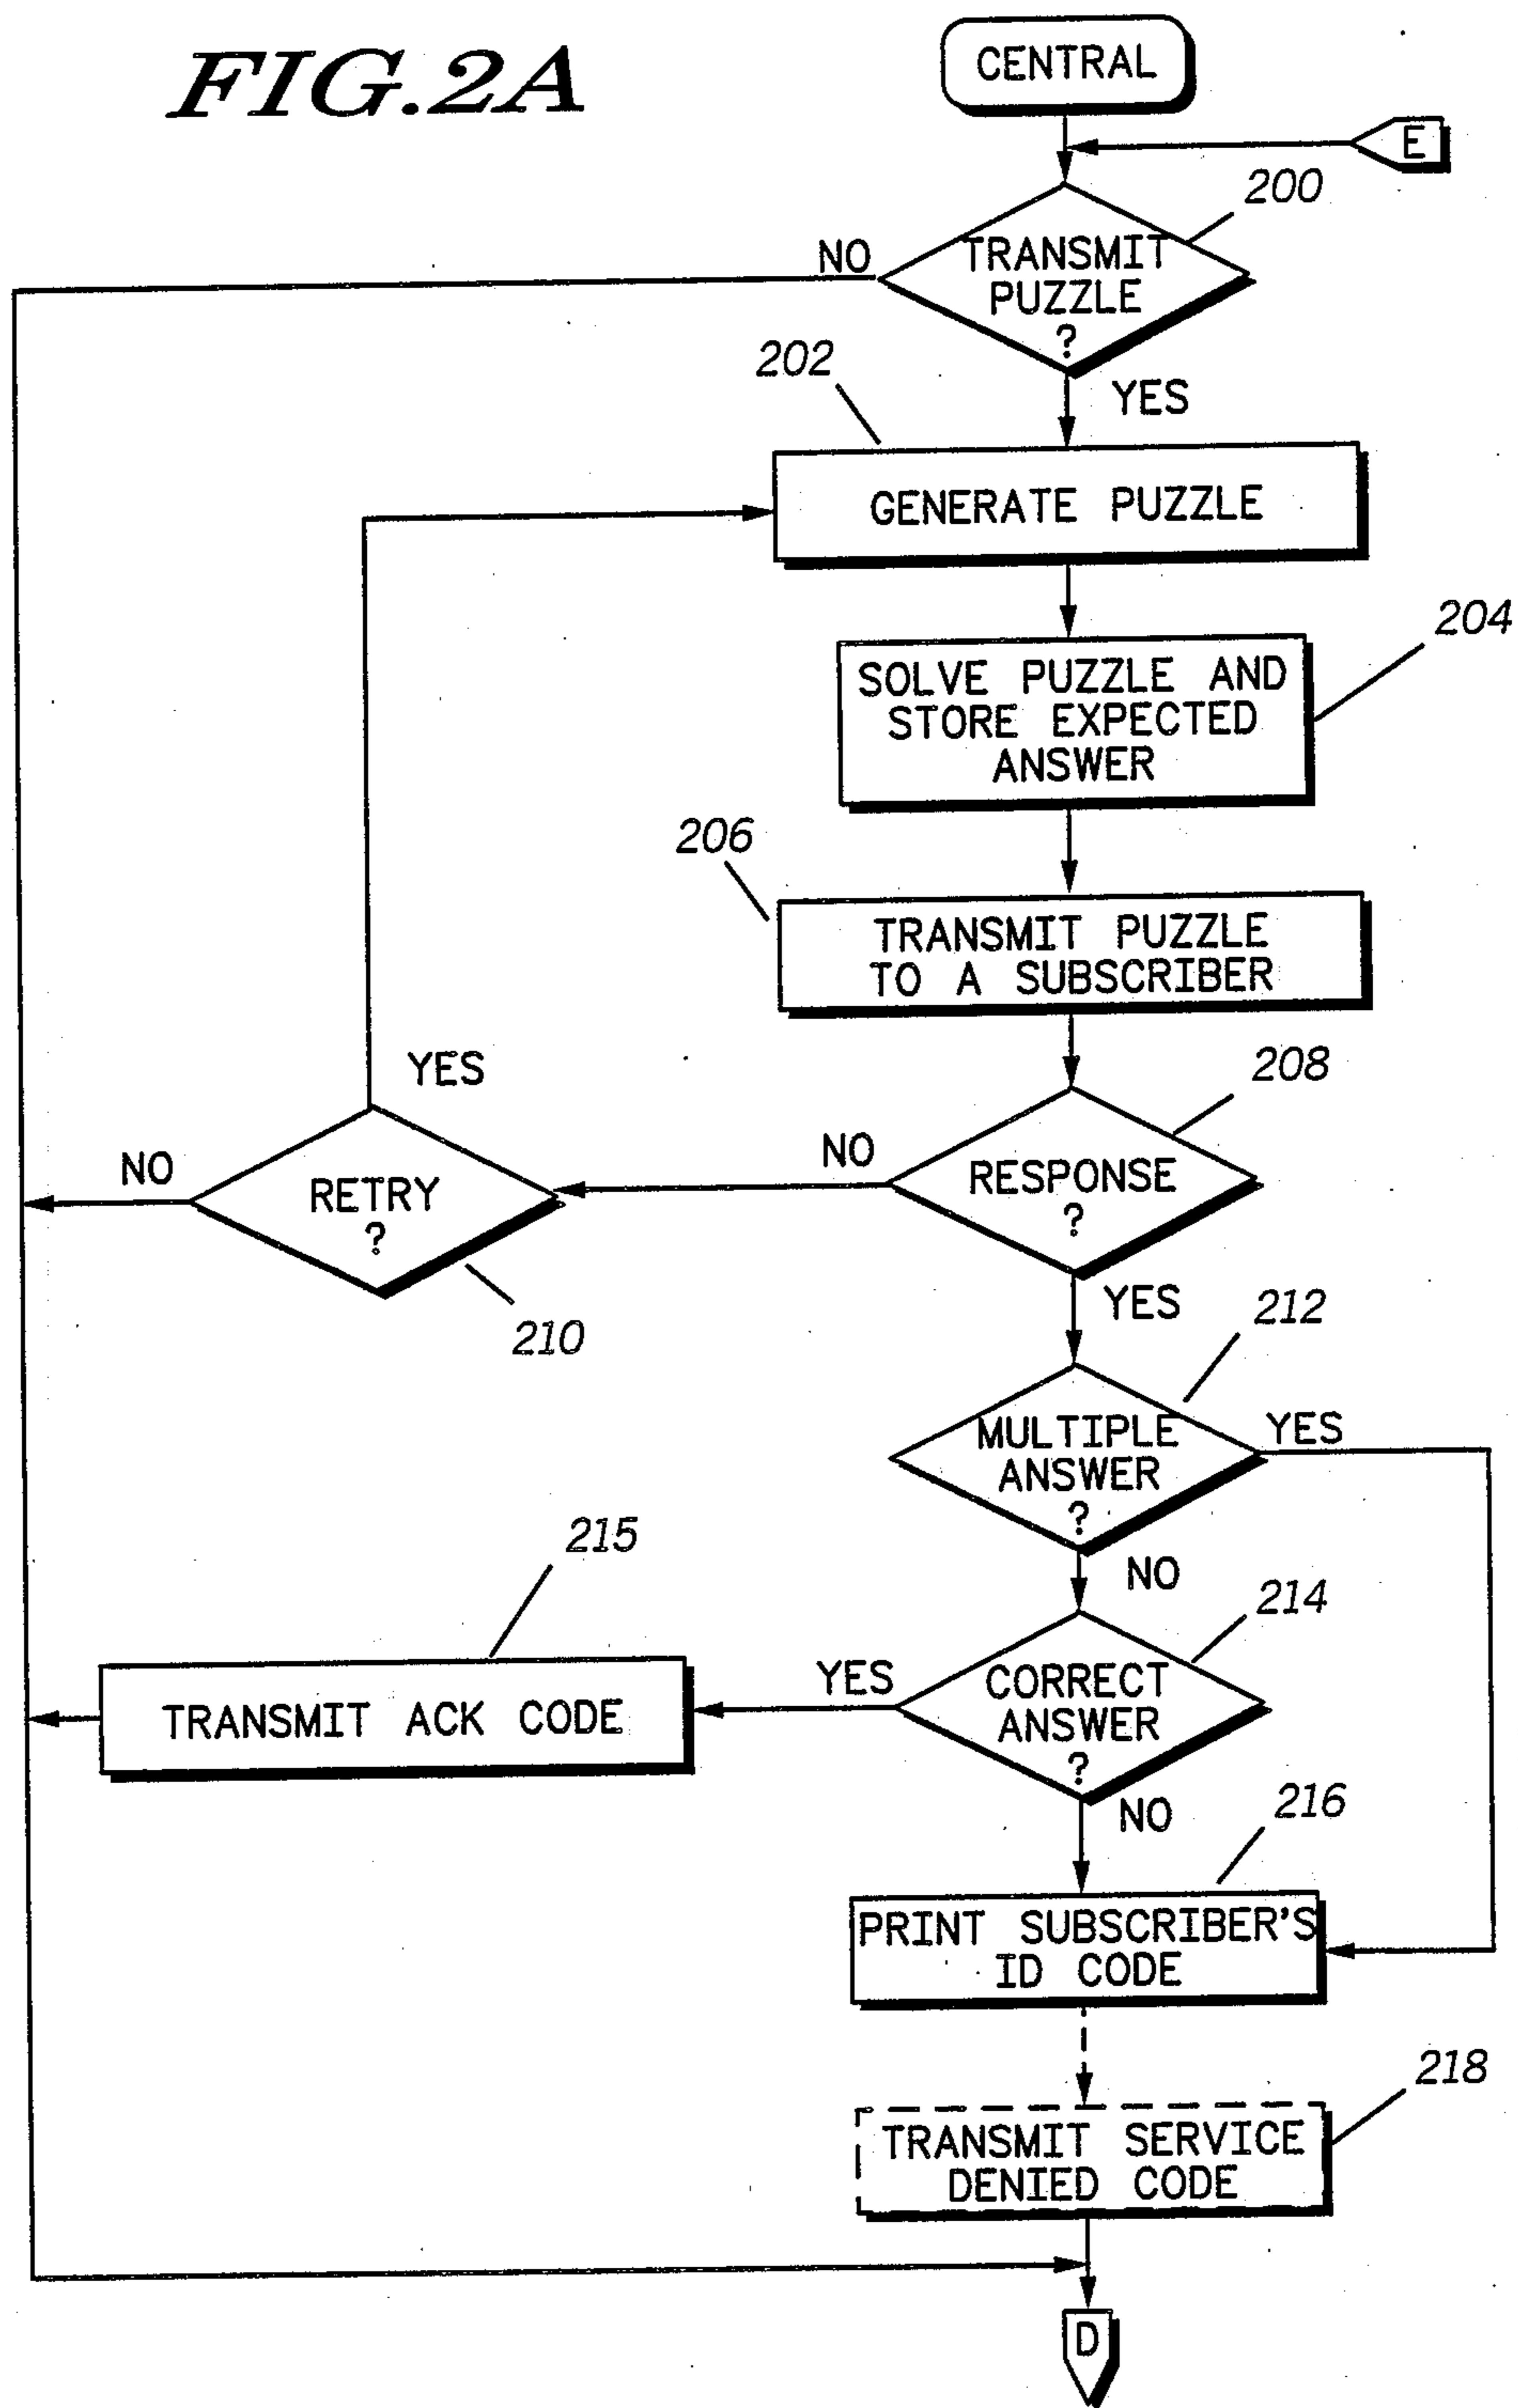 FIG.2A
CENTRAL
E
200
NO
TRANSMIT
PUZZLE
?
202
YES
GENERATE PUZZLE
204
SOLVE PUZZLE AND
STORE EXPECTED
ANSWER
206
TRANSMIT PUZZLE
TO A SUBSCRIBER
YES
208
NO
RETRY
?
NO
RESPONSE
?
210
YES
212
MULTIPLE
ANSWER
?
YES
215
NO
214
TRANSMIT ACK CODE
YES
CORRECT
ANSWER
?
NO
216
PRINT SUBSCRIBER'S
ID CODE
218
TRANSMIT SERVICE
DENIED CODE
D